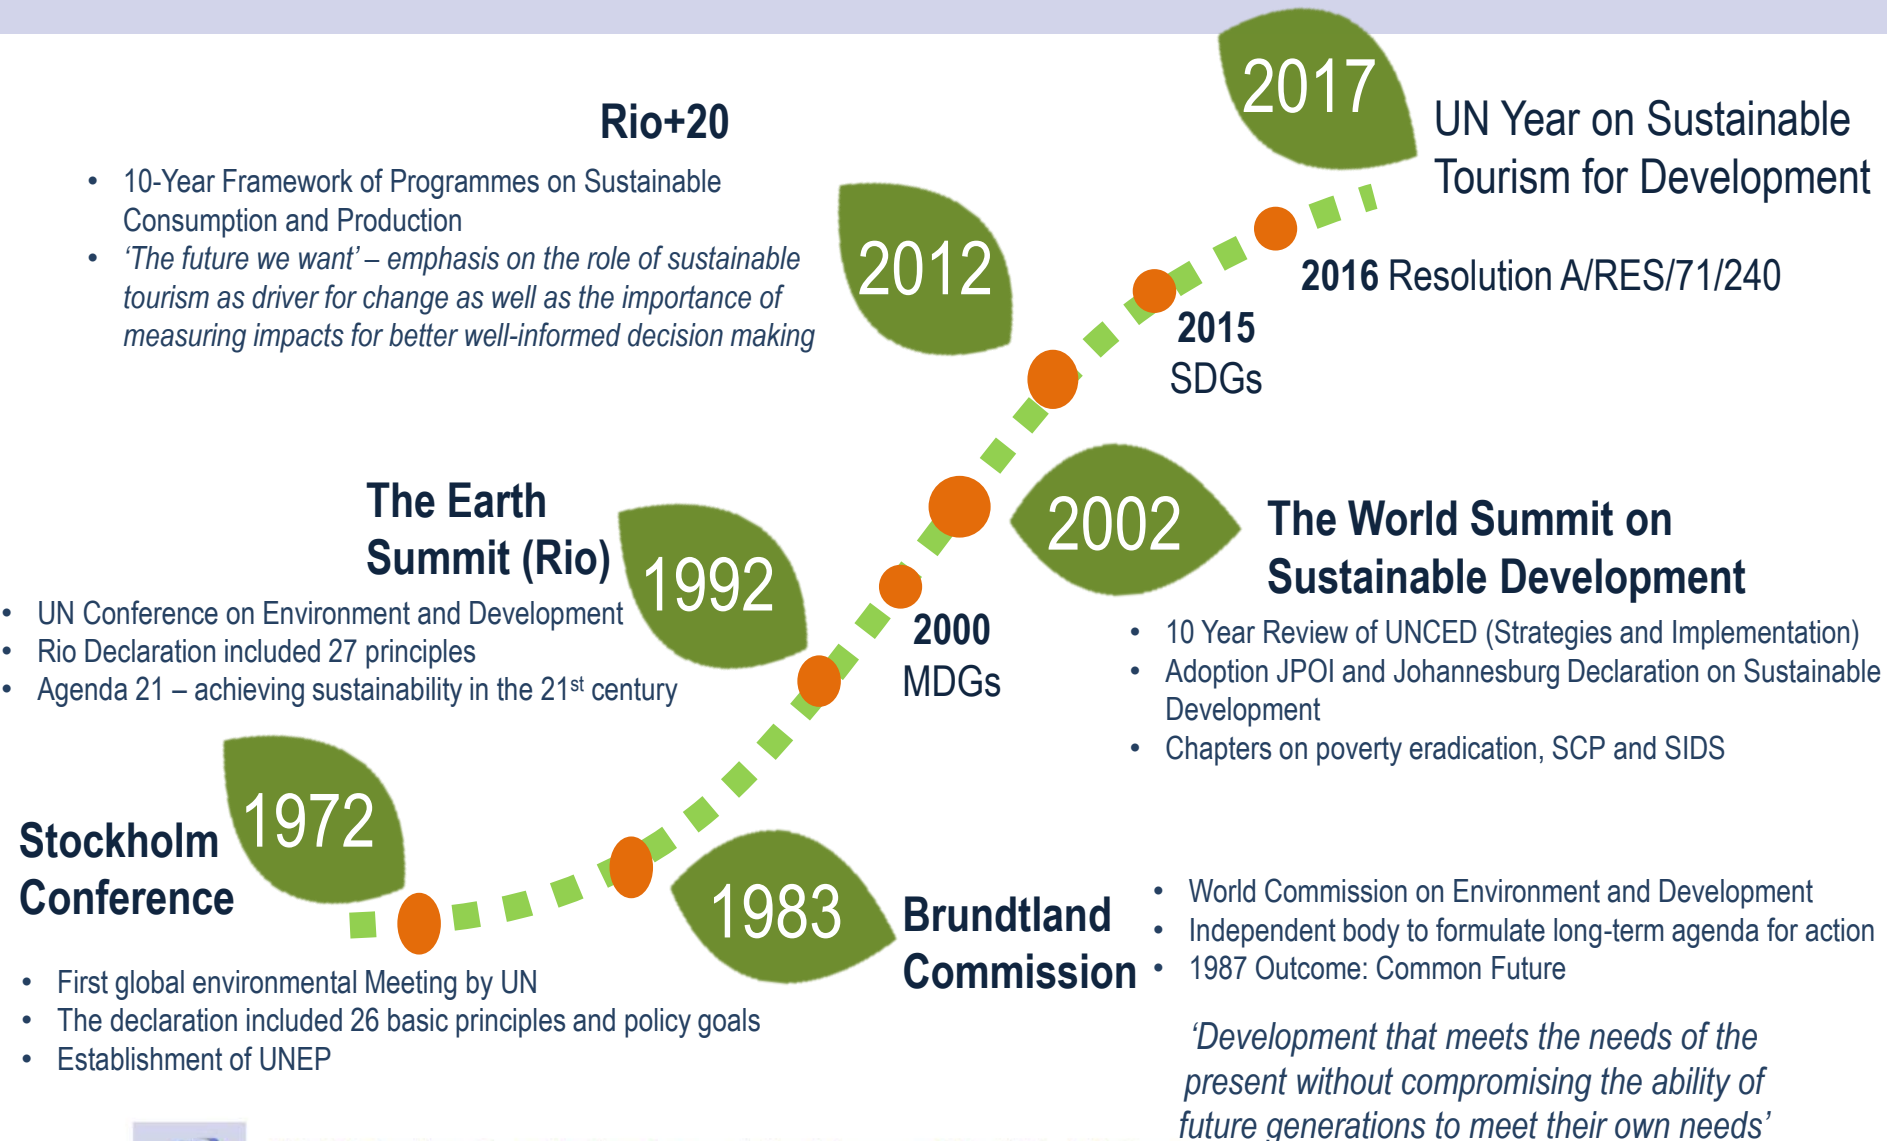 2017
UN Year on Sustainable
Tourism for Development
2016 Resolution A/RES/71/240
2015
SDGs
Rio+20
• 10-Year Framework of Programmes on Sustainable
Consumption and Production
• ‘The future we want’ – emphasis on the role of sustainable
tourism as driver for change as well as the importance of
measuring impacts for better well-informed decision making
2012
The Earth
Summit (Rio)
1992
• UN Conference on Environment and Development
• Rio Declaration included 27 principles
• Agenda 21 – achieving sustainability in the 21st century
2000
MDGs
2002
The World Summit on
Sustainable Development
• 10 Year Review of UNCED (Strategies and Implementation)
• Adoption JPOI and Johannesburg Declaration on Sustainable
Development
• Chapters on poverty eradication, SCP and SIDS
1972
Stockholm
Conference
• First global environmental Meeting by UN
• The declaration included 26 basic principles and policy goals
• Establishment of UNEP
1983
Brundtland
Commission
• World Commission on Environment and Development
• Independent body to formulate long-term agenda for action
• 1987 Outcome: Common Future
‘Development that meets the needs of the
present without compromising the ability of
future generations to meet their own needs’